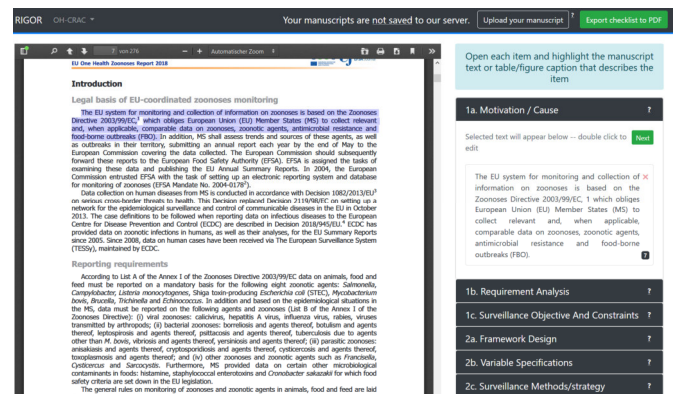 RIGOR OH-CRAC
Your manuscripts are not saved to our server. Upload your manuscript ? Export checklist to PDF
7 von 276 − + Automatischer Zoom
EU One Health Zoonoses Report 2018
Introduction
Legal basis of EU-coordinated zoonoses monitoring
The EU system for monitoring and collection of information on zoonoses is based on the Zoonoses
Directive 2003/99/EC,1 which obliges European Union (EU) Member States (MS) to collect relevant
and, when applicable, comparable data on zoonoses, zoonotic agents, antimicrobial resistance and
food-borne outbreaks (FBO). In addition, MS shall assess trends and sources of these agents, as well
as outbreaks in their territory, submitting an annual report each year by the end of May to the
European Commission covering the data collected. The European Commission should subsequently
forward these reports to the European Food Safety Authority (EFSA). EFSA is assigned the tasks of
examining these data and publishing the EU Annual Summary Reports. In 2004, the European
Commission entrusted EFSA with the task of setting up an electronic reporting system and database
for monitoring of zoonoses (EFSA Mandate No. 2004-0178²).
Data collection on human diseases from MS is conducted in accordance with Decision 1082/2013/EU³
on serious cross-border threats to health. This Decision replaced Decision 2119/98/EC on setting up a
network for the epidemiological surveillance and control of communicable diseases in the EU in October
2013. The case definitions to be followed when reporting data on infectious diseases to the European
Centre for Disease Prevention and Control (ECDC) are described in Decision 2018/945/EU.⁴ ECDC has
provided data on zoonotic infections in humans, as well as their analyses, for the EU Summary Reports
since 2005. Since 2008, data on human cases have been received via The European Surveillance System
(TESSy), maintained by ECDC.
Reporting requirements
According to List A of the Annex I of the Zoonoses Directive 2003/99/EC data on animals, food and
feed must be reported on a mandatory basis for the following eight zoonotic agents: Salmonella,
Campylobacter, Listeria monocytogenes, Shiga toxin-producing Escherichia coli (STEC), Mycobacterium
bovis, Brucella, Trichinella and Echinococcus. In addition and based on the epidemiological situations in
the MS, data must be reported on the following agents and zoonoses (List B of the Annex I of the
Zoonoses Directive): (i) viral zoonoses: calicivirus, hepatitis A virus, influenza virus, rabies, viruses
transmitted by arthropods; (ii) bacterial zoonoses: borreliosis and agents thereof, botulism and agents
thereof, leptospirosis and agents thereof, psittacosis and agents thereof, tuberculosis due to agents
other than M. bovis, vibriosis and agents thereof, yersiniosis and agents thereof; (iii) parasitic zoonoses:
anisakiasis and agents thereof, cryptosporidiosis and agents thereof, cysticercosis and agents thereof,
toxoplasmosis and agents thereof; and (iv) other zoonoses and zoonotic agents such as Francisella,
Cysticercus and Sarcocystis. Furthermore, MS provided data on certain other microbiological
contaminants in foods: histamine, staphylococcal enterotoxins and Cronobacter sakazakii for which food
safety criteria are set down in the EU legislation.
The general rules on monitoring of zoonoses and zoonotic agents in animals, food and feed are laid
Open each item and highlight the manuscript
text or table/figure caption that describes the
item
1a. Motivation / Cause ?
Selected text will appear below -- double click to Next
edit
The EU system for monitoring and collection of ×
information on zoonoses is based on the
Zoonoses Directive 2003/99/EC, 1 which obliges
European Union (EU) Member States (MS) to
collect relevant and, when applicable,
comparable data on zoonoses, zoonotic agents,
antimicrobial resistance and food-borne
outbreaks (FBO). ?
1b. Requirement Analysis ?
1c. Surveillance Objective And Constraints ?
2a. Framework Design ?
2b. Variable Specifications ?
2c. Surveillance Methods/strategy ?